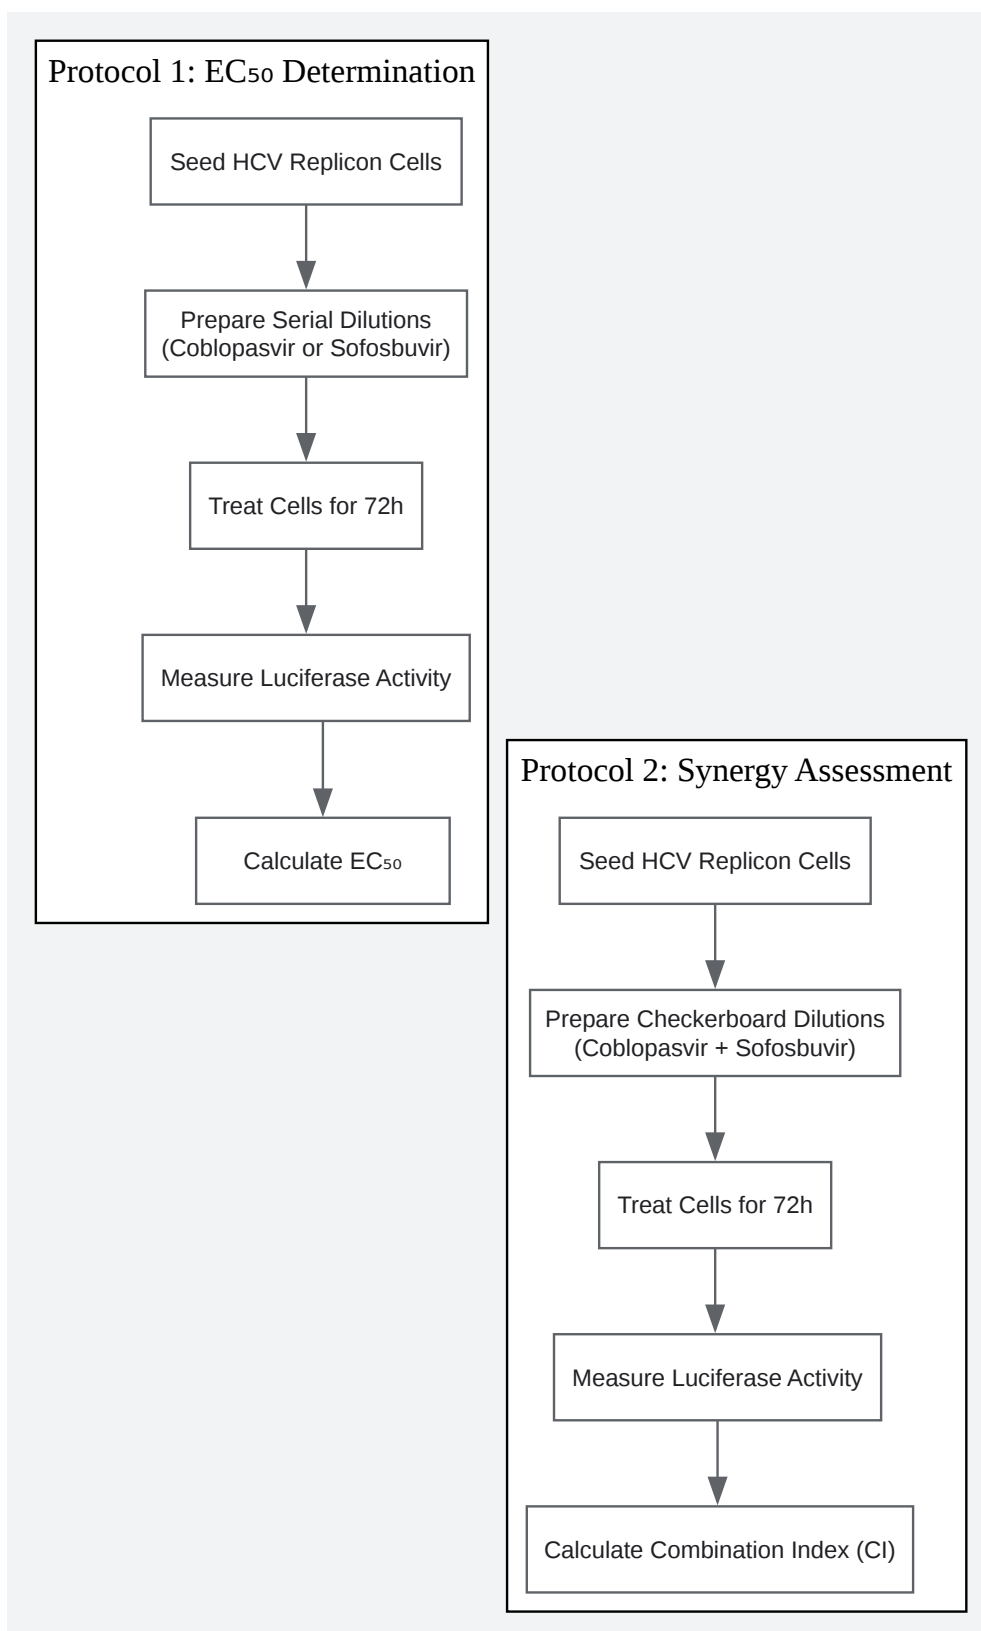 Protocol 1: EC₅₀ Determination
Seed HCV Replicon Cells
Prepare Serial Dilutions
(Coblopasvir or Sofosbuvir)
Treat Cells for 72h
Measure Luciferase Activity
Calculate EC₅₀
Protocol 2: Synergy Assessment
Seed HCV Replicon Cells
Prepare Checkerboard Dilutions
(Coblopasvir + Sofosbuvir)
Treat Cells for 72h
Measure Luciferase Activity
Calculate Combination Index (CI)